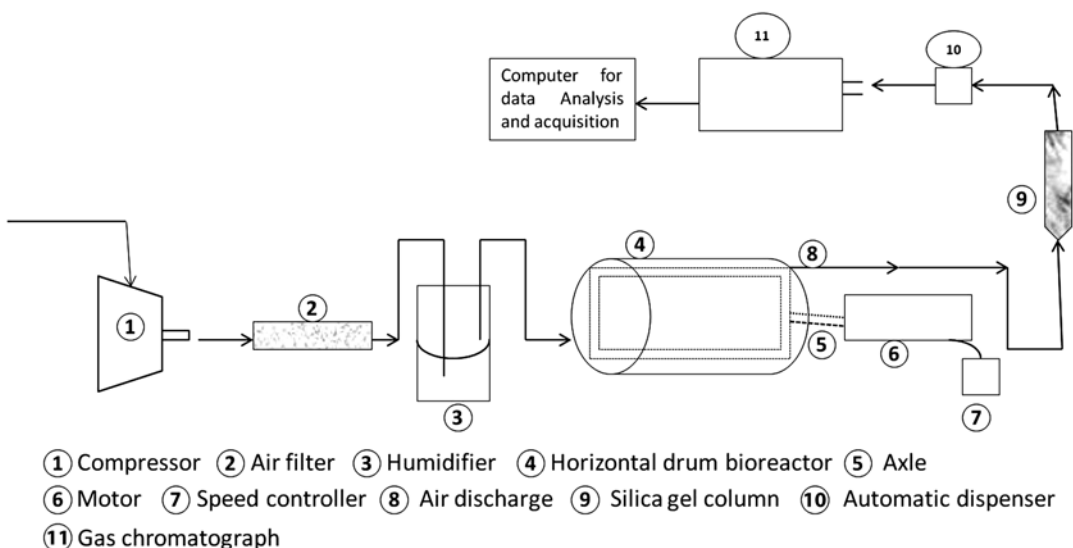 11
10
Computer for
data Analysis
and acquisition
9
4
8
2
1
5
6
3
7
① Compressor ② Air filter ③ Humidifier ④ Horizontal drum bioreactor ⑤ Axle
⑥ Motor ⑦ Speed controller ⑧ Air discharge ⑨ Silica gel column ⑩ Automatic dispenser
⑪ Gas chromatograph